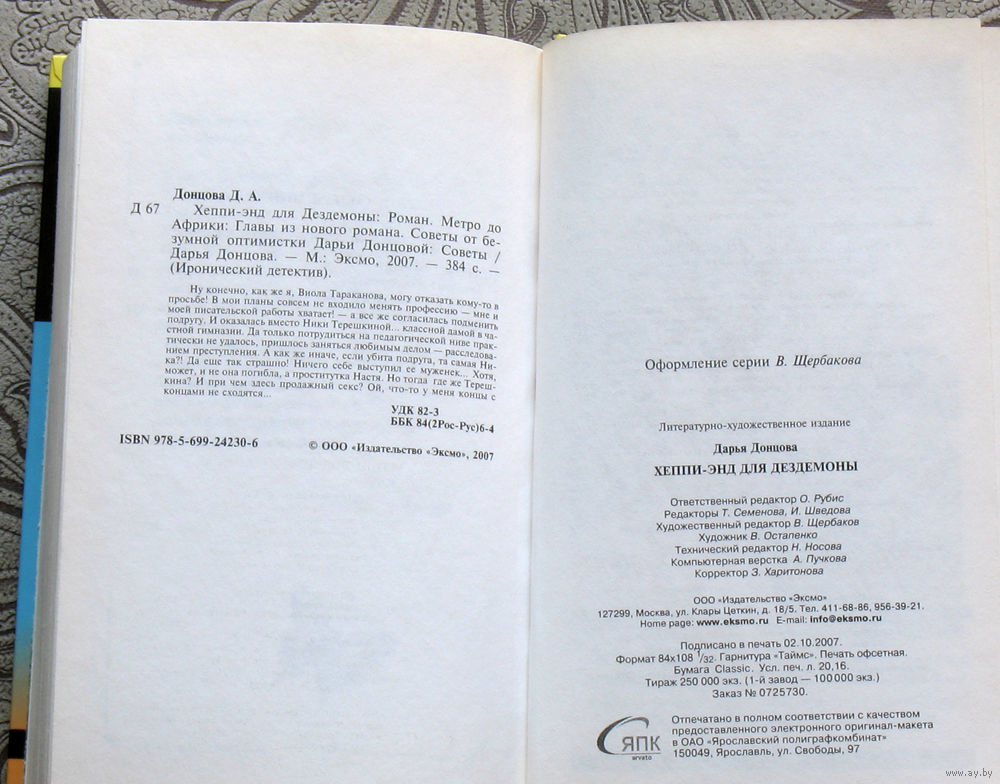 Донцова Д. А.
Д 67
Хеппи-энд для Дездемоны: Роман. Метро до
Африки: Главы из нового романа. Советы от бе-
зумной оптимистки Дарьи Донцовой: Советы /
Дарья Донцова. — М.: Эксмо, 2007. — 384 с. —
(Иронический детектив).
Ну конечно, как же я, Виола Тараканова, могу отказать кому-то в
просьбе! В мои планы совсем не входило менять профессию — мне и
моей писательской работы хватает! — а все же согласилась подменить
подругу. И оказалась вместо Ники Терешкиной... классной дамой в ча-
стной гимназии. Да только потрудиться на педагогической ниве прак-
тически не удалось, пришлось заняться любимым делом — расследова-
нием преступления. А как же иначе, если убита подруга, та самая Ни-
ка?! Да еще так страшно! Ничего себе выступил ее муженек... Хотя,
может, и не она погибла, а проститутка Настя. Но тогда где же Тереш-
кина? И при чем здесь продажный секс? Ой, что-то у меня концы с
концами не сходятся...
УДК 82-3
ББК 84(2Рос-Рус)6-4
ISBN 978-5-699-24230-6
© ООО «Издательство «Эксмо», 2007
Оформление серии В. Щербакова
Литературно-художественное издание
Дарья Донцова
ХЕППИ-ЭНД ДЛЯ ДЕЗДЕМОНЫ
Ответственный редактор О. Рубис
Редакторы Т. Семенова, И. Шведова
Художественный редактор В. Щербаков
Художник В. Остапенко
Технический редактор Н. Носова
Компьютерная верстка А. Пучкова
Корректор З. Харитонова
ООО «Издательство «Эксмо»
127299, Москва, ул. Клары Цеткин, д. 18/5. Тел. 411-68-86, 956-39-21.
Home page: www.eksmo.ru E-mail: info@eksmo.ru
Подписано в печать 02.10.2007.
Формат 84x108 1/32. Гарнитура «Таймс». Печать офсетная.
Бумага Classic. Усл. печ. л. 20,16.
Тираж 250 000 экз. (1-й завод — 100 000 экз.)
Заказ № 0725730.
ЯПК
arvato
Отпечатано в полном соответствии с качеством
предоставленного электронного оригинал-макета
в ОАО «Ярославский полиграфкомбинат»
150049, Ярославль, ул. Свободы, 97
www.ay.by